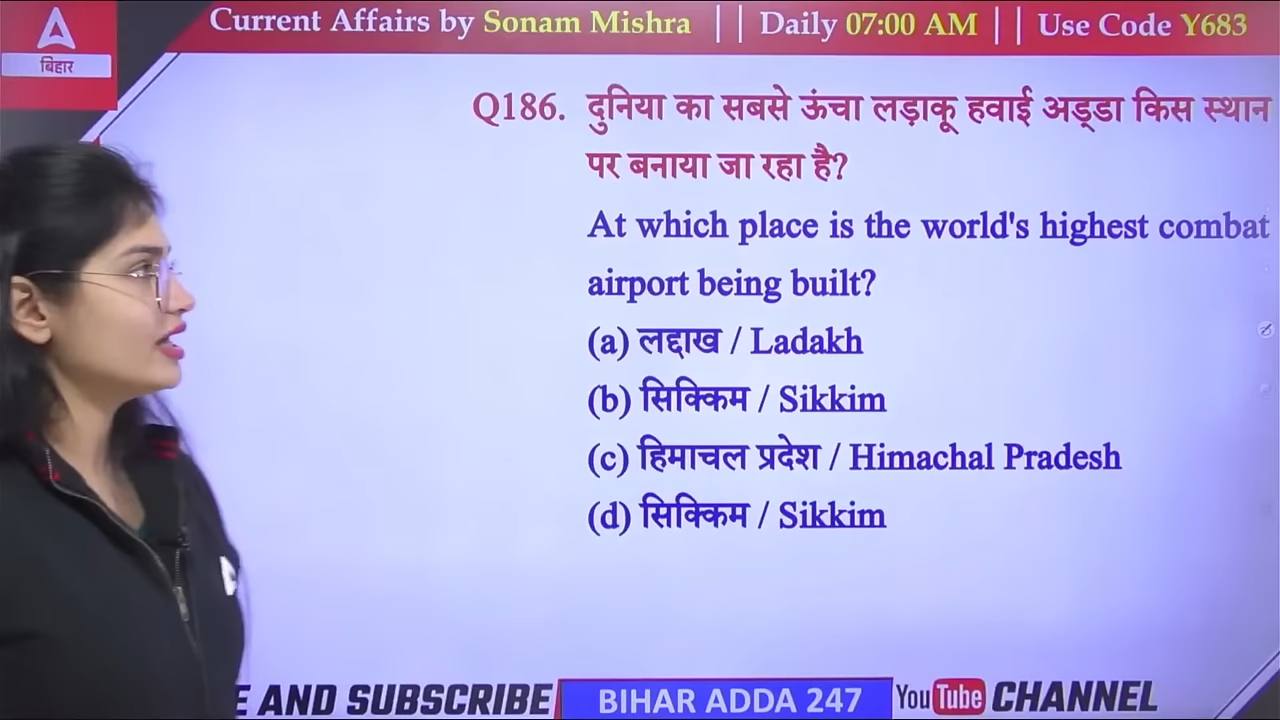 Current Affairs by Sonam Mishra || Daily 07:00 AM || Use Code Y683
बिहार
Q186. दुनिया का सबसे ऊंचा लड़ाकू हवाई अड्डा किस स्थान
पर बनाया जा रहा है?
At which place is the world's highest combat
airport being built?
(a) लद्दाख / Ladakh
(b) सिक्किम / Sikkim
(c) हिमाचल प्रदेश / Himachal Pradesh
(d) सिक्किम / Sikkim
E AND SUBSCRIBE BIHAR ADDA 247 YouTube CHANNEL